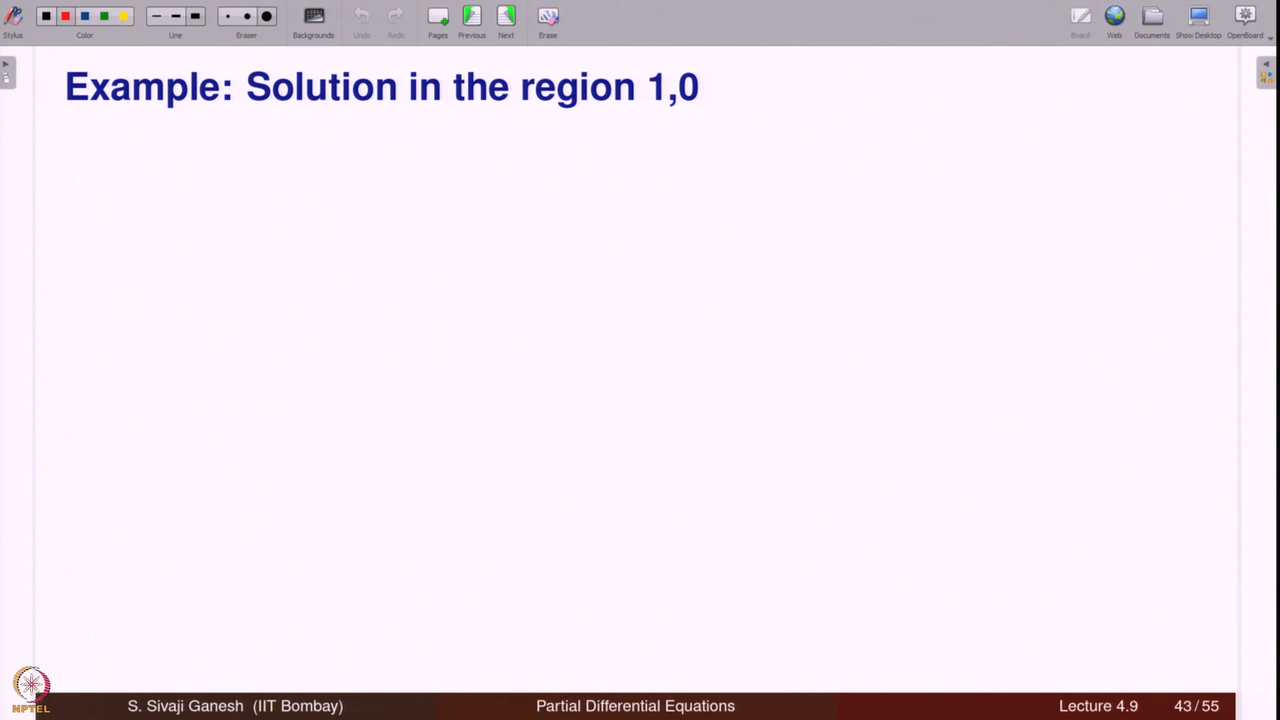 Stylus
Color
Line
Eraser
Backgrounds
Undo
Redo
Pages
Previous
Next
Erase
Board
Web
Documents
Show Desktop
OpenBoard
Example: Solution in the region 1,0
NPTEL
S. Sivaji Ganesh (IIT Bombay)
Partial Differential Equations
Lecture 4.9
43 / 55